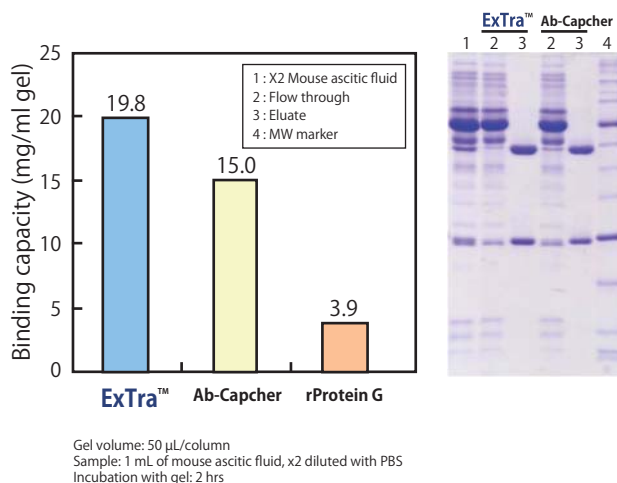 Binding capacity (mg/ml gel)
25
20
15
10
5
0
19.8
15.0
3.9
ExTra™
Ab-Capcher
rProtein G
1 : X2 Mouse ascitic fluid
2 : Flow through
3 : Eluate
4 : MW marker
ExTra™ Ab-Capcher
1 2 3 2 3 4
Gel volume: 50 µL/column
Sample: 1 mL of mouse ascitic fluid, x2 diluted with PBS
Incubation with gel: 2 hrs